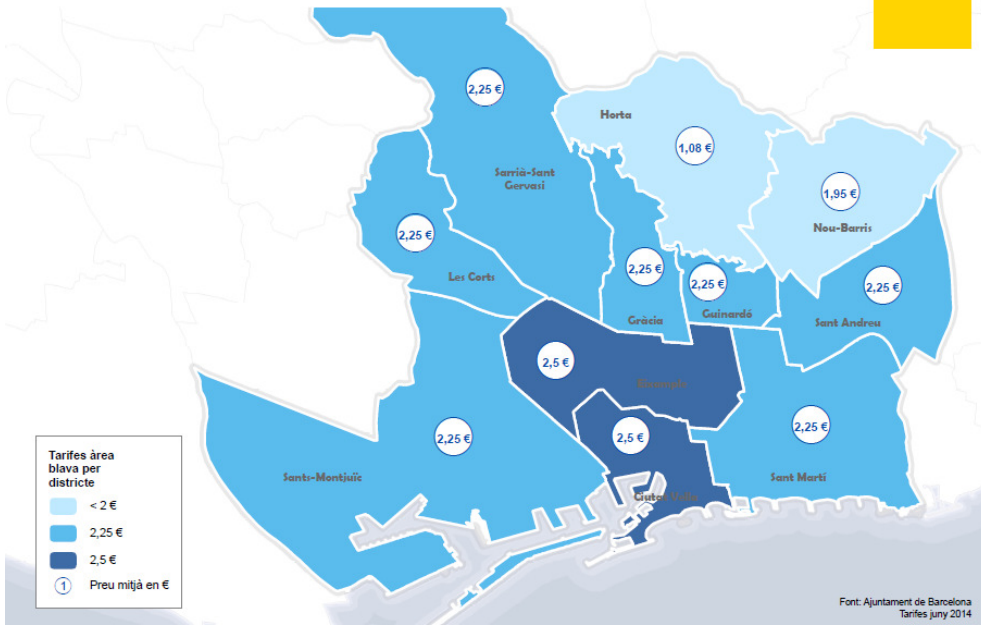 2,25 €
Horta
1,08 €
Sarrià-Sant
Gervasi
1,95 €
Nou-Barris
2,25 €
Les Corts
2,25 €
Gràcia
2,25 €
Guinardó
2,25 €
Sant Andreu
2,5 €
Eixample
2,5 €
Ciutat Vella
2,25 €
Sants-Montjuïc
2,25 €
Sant Martí
Tarifes àrea
blava per
districte
< 2 €
2,25 €
2,5 €
1 Preu mitjà en €
Font: Ajuntament de Barcelona
Tarifes juny 2014